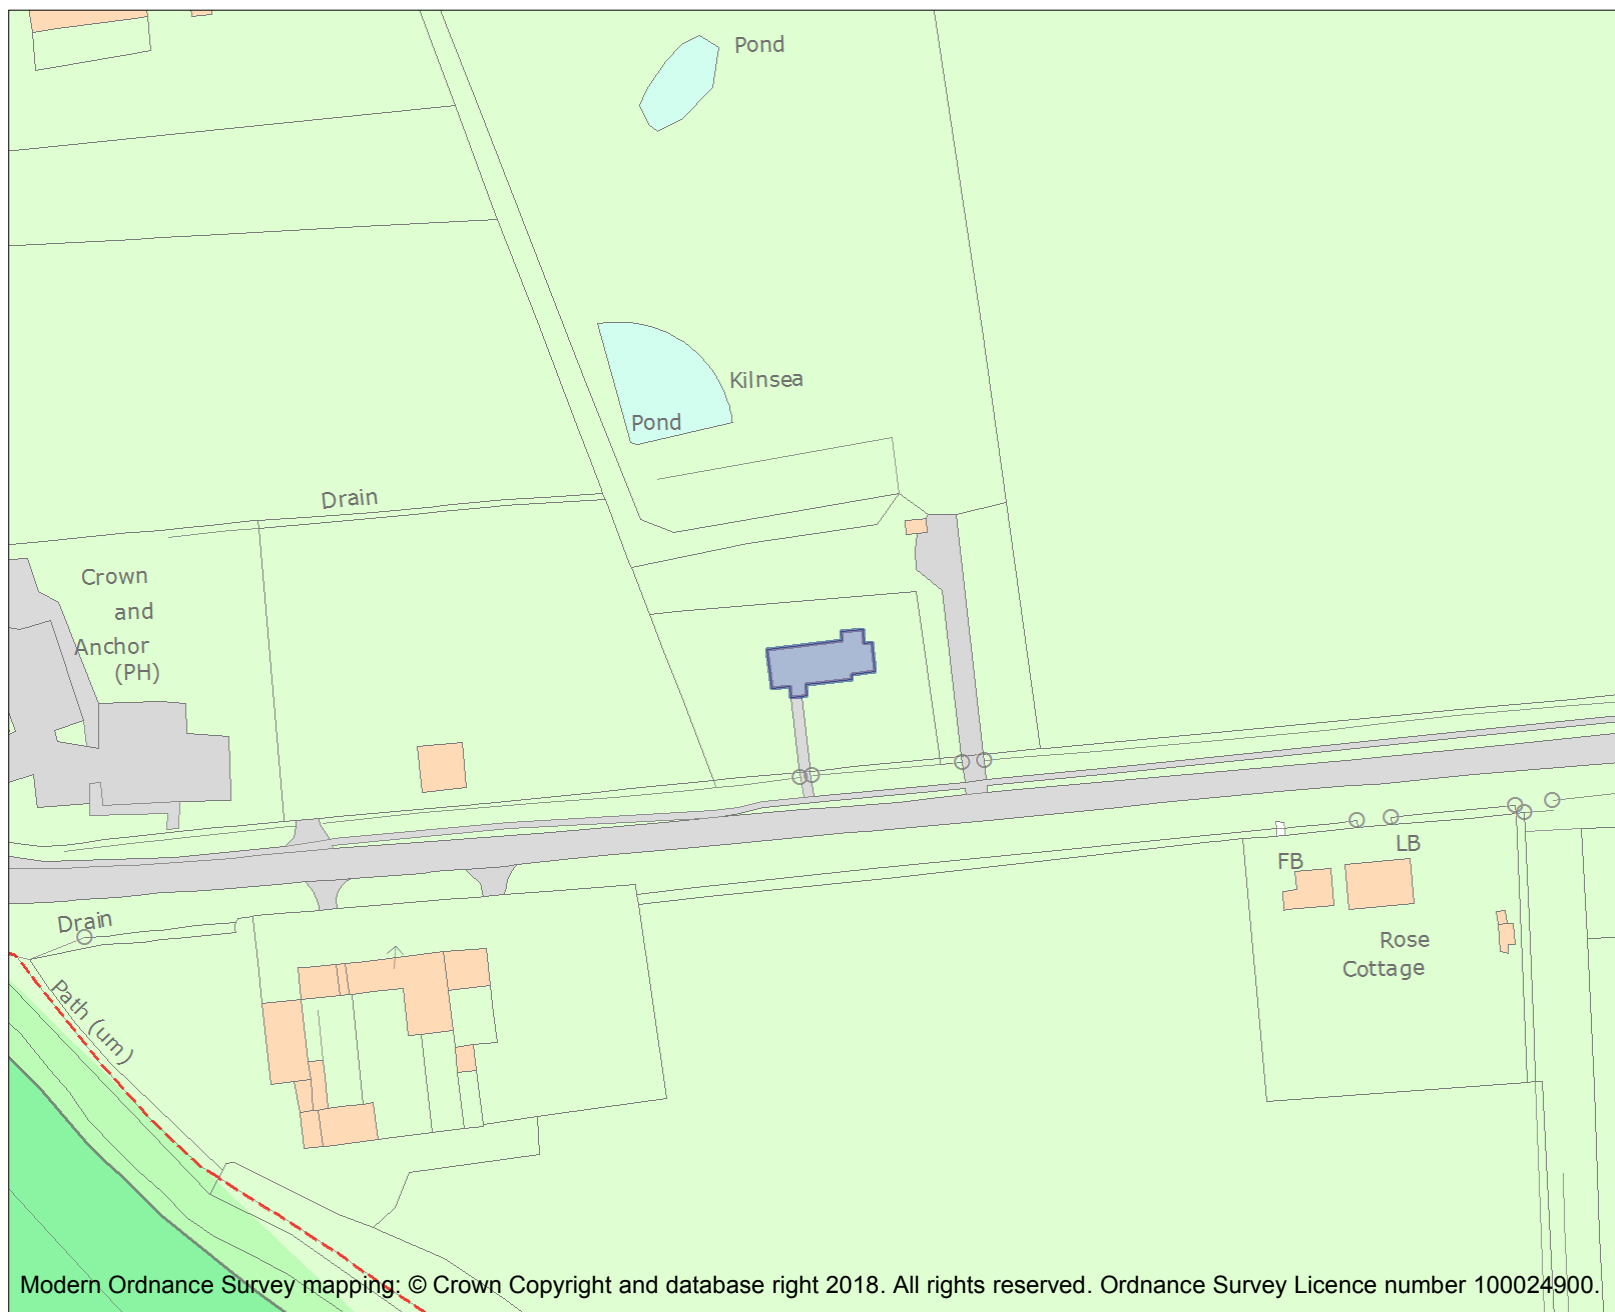 Pond
Kilnsea
Pond
Drain
Crown
and
Anchor
(PH)
LB
FB
Drain
Rose
Cottage
Path (um)
Modern Ordnance Survey mapping: © Crown Copyright and database right 2018. All rights reserved. Ordnance Survey Licence number 100024900.